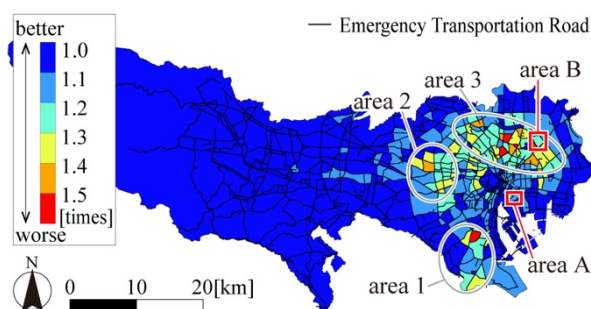 better
1.0
1.1
1.2
1.3
1.4
1.5
[times]
worse
Emergency Transportation Road
area B
area 3
area 2
area A
area 1
N
0 10 20[km]